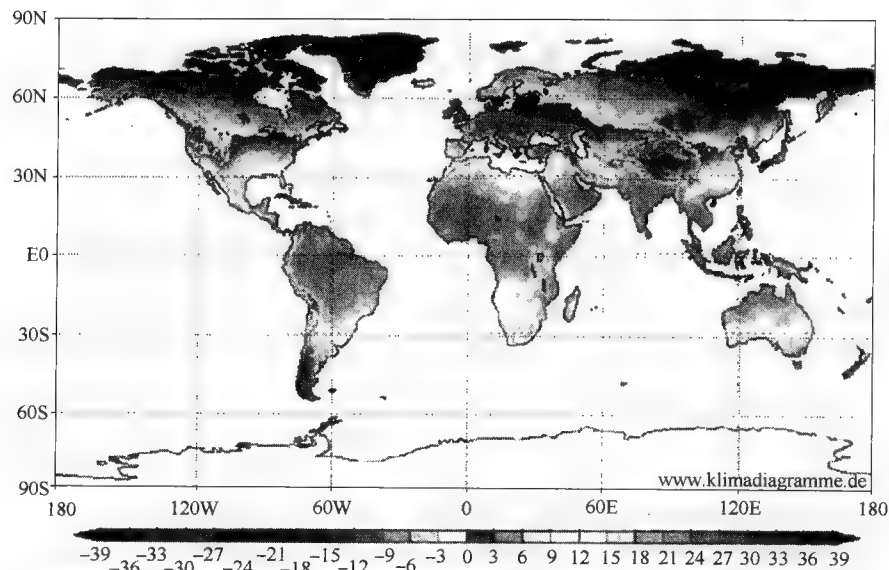 90N
60N
30N
E0
30S
60S
90S
www.klimadiagramme.de
180 120W 60W 0 60E 120E 180
−39 −33 −27 −21 −15 −9 −3 0 3 6 9 12 15 18 21 24 27 30 33 36 39
−36 −30 −24 −18 −12 −6